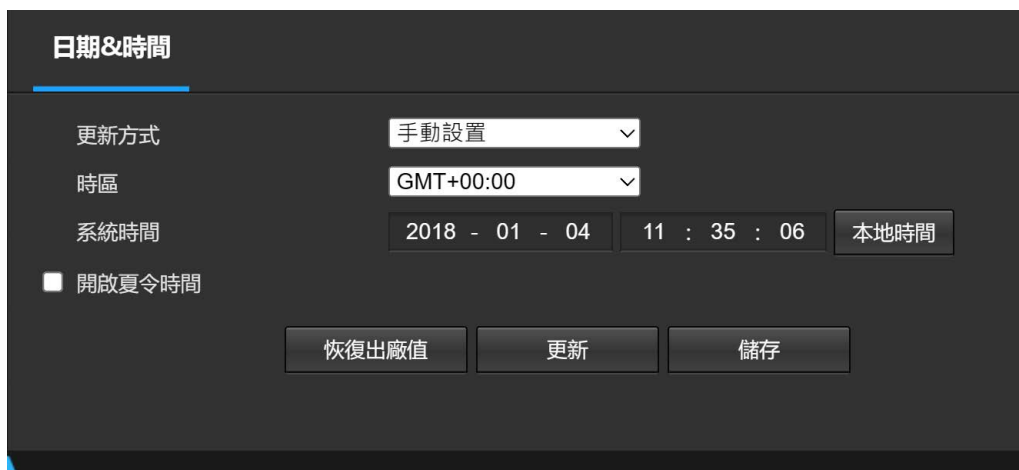 日期&時間
更新方式 手動設置
時區 GMT+00:00
系統時間 2018 - 01 - 04 11 : 35 : 06 本地時間
開啟夏令時間
恢復出廠值 更新 儲存